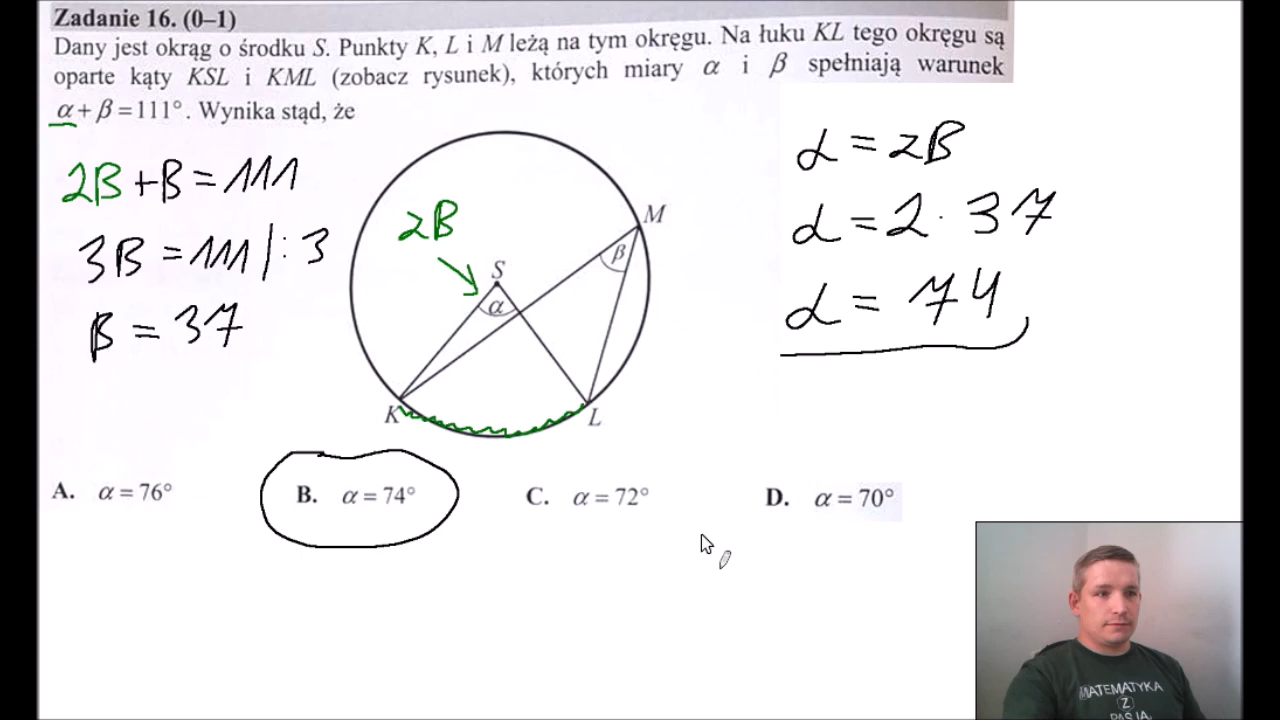 Zadanie 16. (0–1)
Dany jest okrąg o środku S. Punkty K, L i M leżą na tym okręgu. Na łuku KL tego okręgu są
oparte kąty KSL i KML (zobacz rysunek), których miary α i β spełniają warunek
α + β = 111°. Wynika stąd, że
2B + B = 111
3B = 111 | : 3
B = 37
2B
S
α
M
β
K
L
α = 2B
α = 2 · 37
α = 74
A. α = 76°
B. α = 74°
C. α = 72°
D. α = 70°
MATEMATYKA
Z
PASJĄ